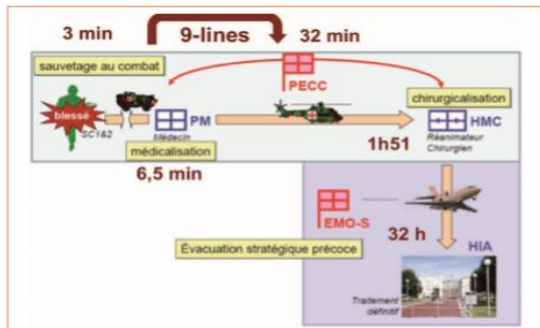 3 min
9-lines
32 min
sauvetage au combat
PECC
chirurgicalisation
blessé
SC1&2
PM
Médecin
HMC
Réanimateur
Chirurgien
médicalisation
1h51
6,5 min
EMO-S
32 h
Évacuation stratégique précoce
HIA
Traitement
définitif